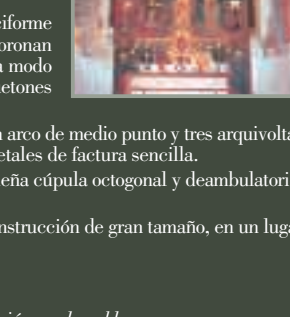 ciforme
oronan
a modo
etones
arco de medio punto y tres arquivolta
etales de factura sencilla.
eña cúpula octogonal y deambulatori
nstrucción de gran tamaño, en un luga